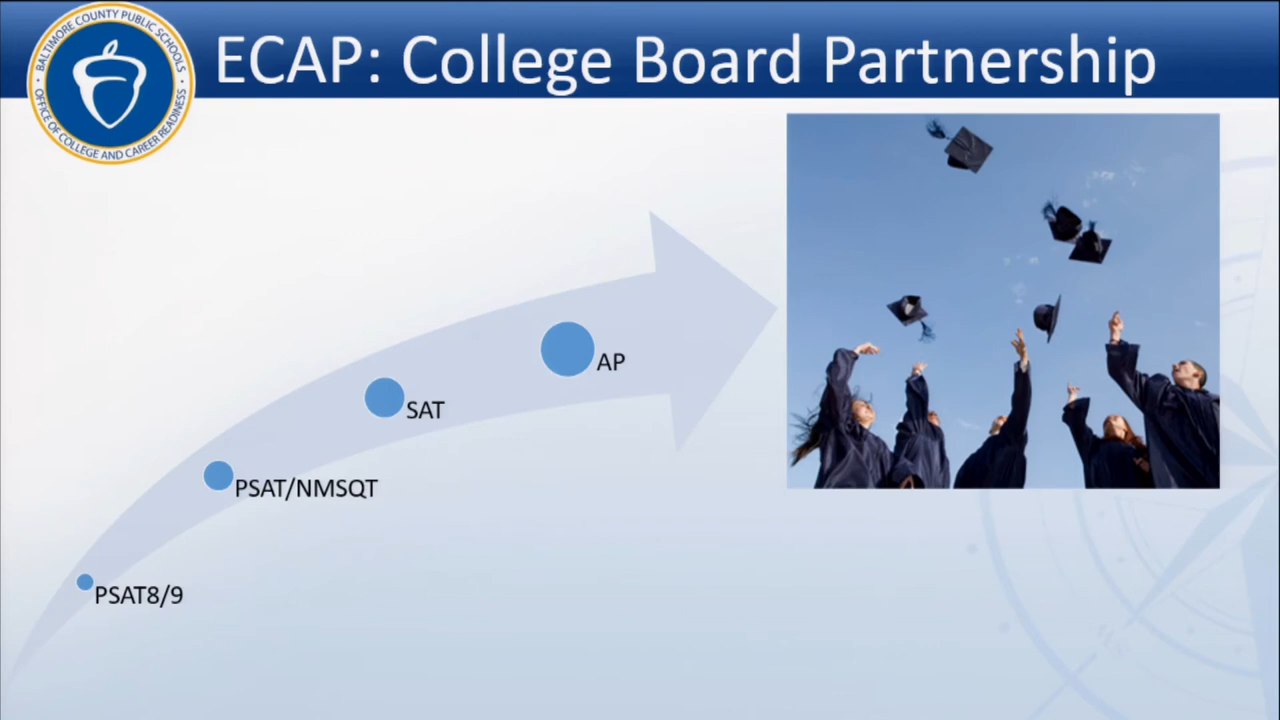 BALTIMORE COUNTY PUBLIC SCHOOLS
OFFICE OF COLLEGE AND CAREER READINESS
ECAP: College Board Partnership
AP
SAT
PSAT/NMSQT
PSAT8/9